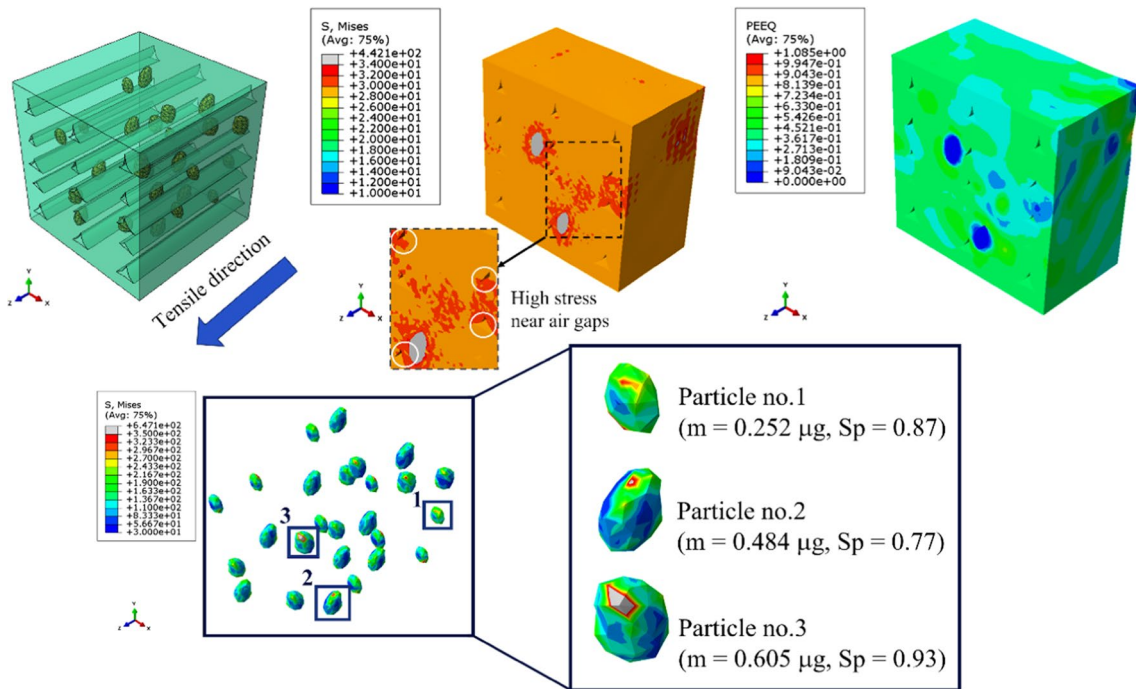 S, Mises
(Avg: 75%)
+4.421e+02
+3.400e+01
+3.200e+01
+3.000e+01
+2.800e+01
+2.600e+01
+2.400e+01
+2.200e+01
+2.000e+01
+1.800e+01
+1.600e+01
+1.400e+01
+1.200e+01
+1.000e+01
PEEQ
(Avg: 75%)
+1.085e+00
+9.947e-01
+9.043e-01
+8.139e-01
+7.234e-01
+6.330e-01
+5.426e-01
+4.521e-01
+3.617e-01
+2.713e-01
+1.809e-01
+9.043e-02
+0.000e+00
Y
Z
X
Tensile direction
Y
Z
X
High stress
near air gaps
Y
Z
X
S, Mises
(Avg: 75%)
+6.471e+02
+3.500e+02
+3.233e+02
+2.967e+02
+2.700e+02
+2.433e+02
+2.167e+02
+1.900e+02
+1.633e+02
+1.367e+02
+1.100e+02
+8.333e+01
+5.667e+01
+3.000e+01
Y
Z
X
1
3
2
Particle no.1
(m = 0.252 μg, Sp = 0.87)
Particle no.2
(m = 0.484 μg, Sp = 0.77)
Particle no.3
(m = 0.605 μg, Sp = 0.93)